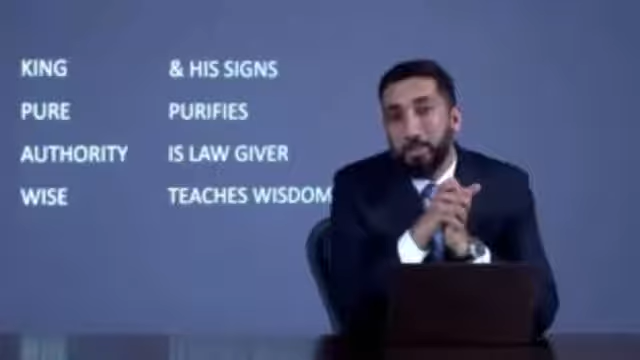 KING & HIS SIGNS
PURE PURIFIES
AUTHORITY IS LAW GIVER
WISE TEACHES WISDOM